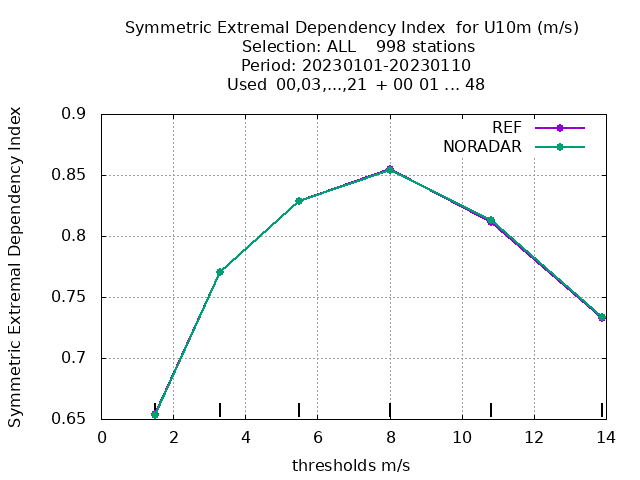 Symmetric Extremal Dependency Index  for U10m (m/s)
Selection: ALL    998 stations
Period: 20230101-20230110
Used  00,03,...,21  + 00 01 ... 48
REF
NORADAR
Symmetric Extremal Dependency Index
0.9
0.85
0.8
0.75
0.7
0.65
0 2 4 6 8 10 12 14
thresholds m/s